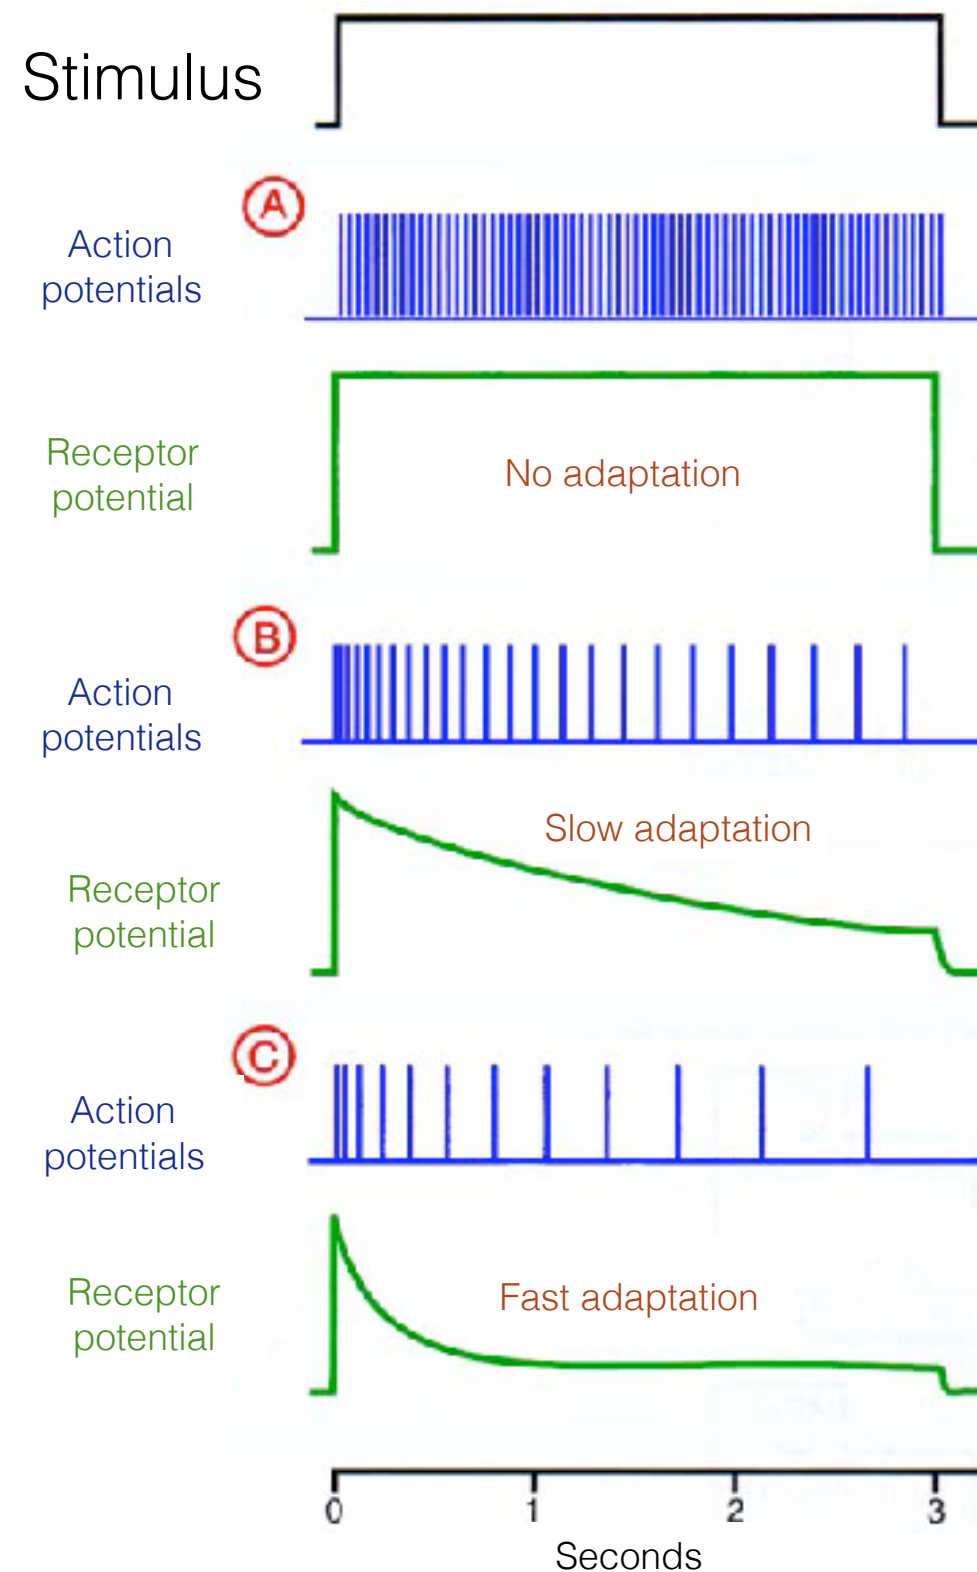 Stimulus
A
Action
potentials
Receptor
potential
No adaptation
B
Action
potentials
Slow adaptation
Receptor
potential
C
Action
potentials
Receptor
potential
Fast adaptation
0 1 2 3
Seconds